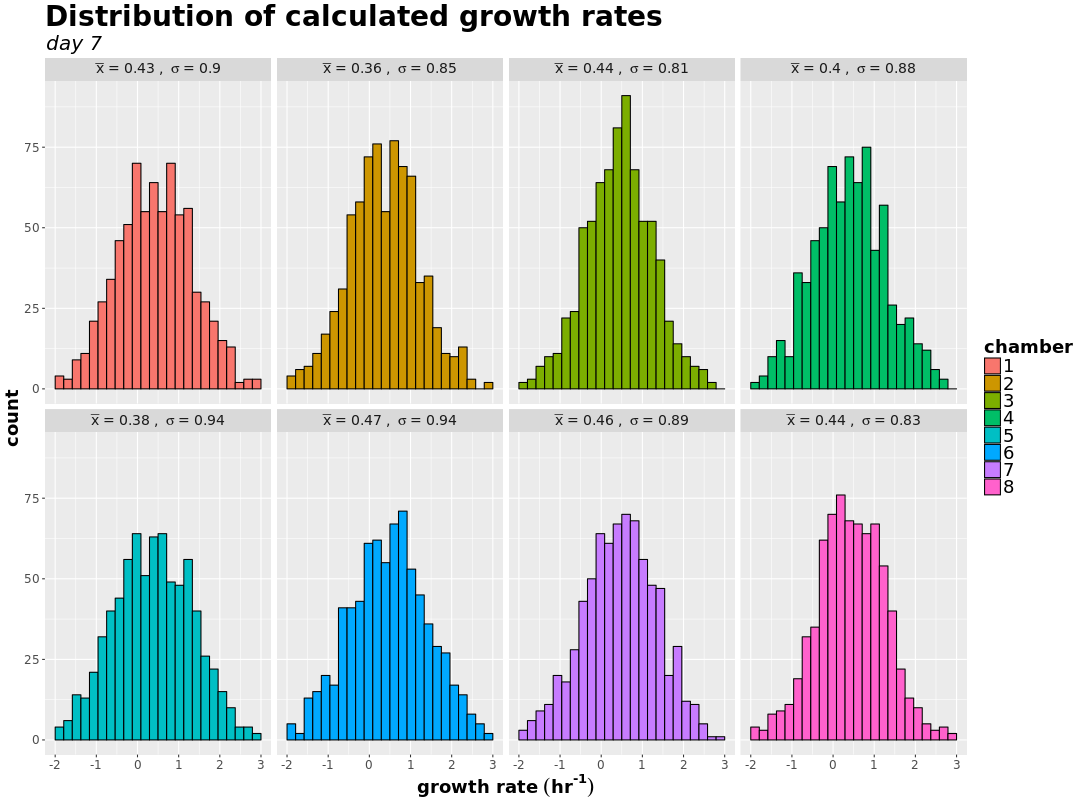 Distribution of calculated growth rates
day 7
x̅ = 0.43 , σ = 0.9
x̅ = 0.36 , σ = 0.85
x̅ = 0.44 , σ = 0.81
x̅ = 0.4 , σ = 0.88
75
50
25
0
count
x̅ = 0.38 , σ = 0.94
x̅ = 0.47 , σ = 0.94
x̅ = 0.46 , σ = 0.89
x̅ = 0.44 , σ = 0.83
75
50
25
0
-2 -1 0 1 2 3
-2 -1 0 1 2 3
-2 -1 0 1 2 3
-2 -1 0 1 2 3
growth rate (hr⁻¹)
chamber
1
2
3
4
5
6
7
8